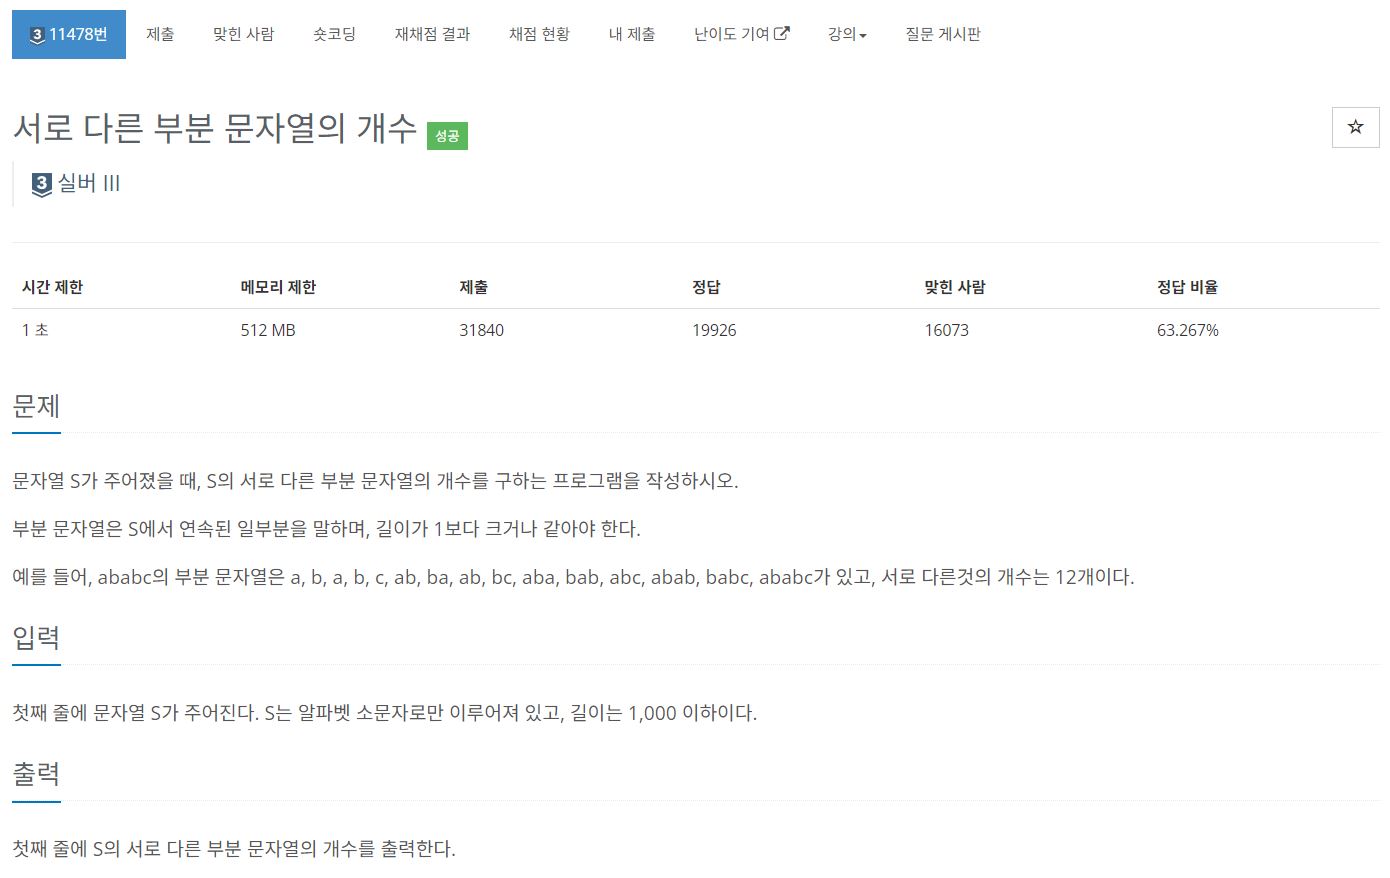 3 11478번 제출 맞힌 사람 숏코딩 재채점 결과 채점 현황 내 제출 난이도 기여 강의 질문 게시판
서로 다른 부분 문자열의 개수 성공
3 실버 III
시간 제한 메모리 제한 제출 정답 맞힌 사람 정답 비율
1 초 512 MB 31840 19926 16073 63.267%
문제
문자열 S가 주어졌을 때, S의 서로 다른 부분 문자열의 개수를 구하는 프로그램을 작성하시오.
부분 문자열은 S에서 연속된 일부분을 말하며, 길이가 1보다 크거나 같아야 한다.
예를 들어, ababc의 부분 문자열은 a, b, a, b, c, ab, ba, ab, bc, aba, bab, abc, abab, babc, ababc가 있고, 서로 다른것의 개수는 12개이다.
입력
첫째 줄에 문자열 S가 주어진다. S는 알파벳 소문자로만 이루어져 있고, 길이는 1,000 이하이다.
출력
첫째 줄에 S의 서로 다른 부분 문자열의 개수를 출력한다.